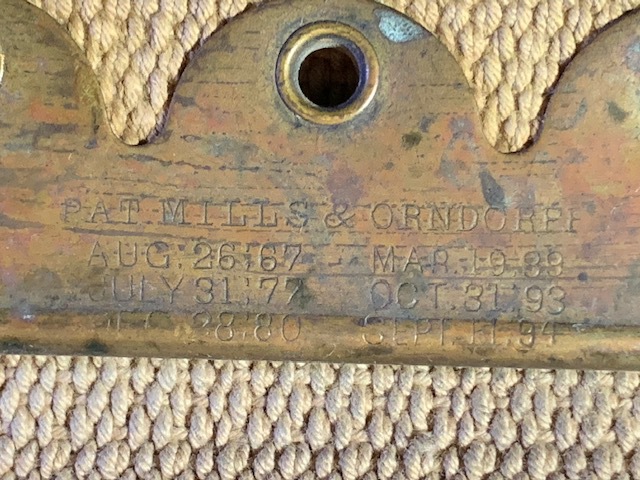 PAT. MILLS & ORNDORFF
AUG. 26, 67 MAR. 19. 89
JULY 31, 77 OCT. 31. 93
DEC. 28, 80 SEPT. 11. 94